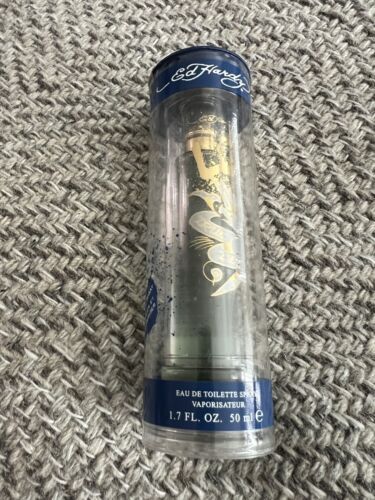 Ed Hardy
EAU DE TOILETTE SPRAY
VAPORISATEUR
1.7 FL. OZ. 50 ml e